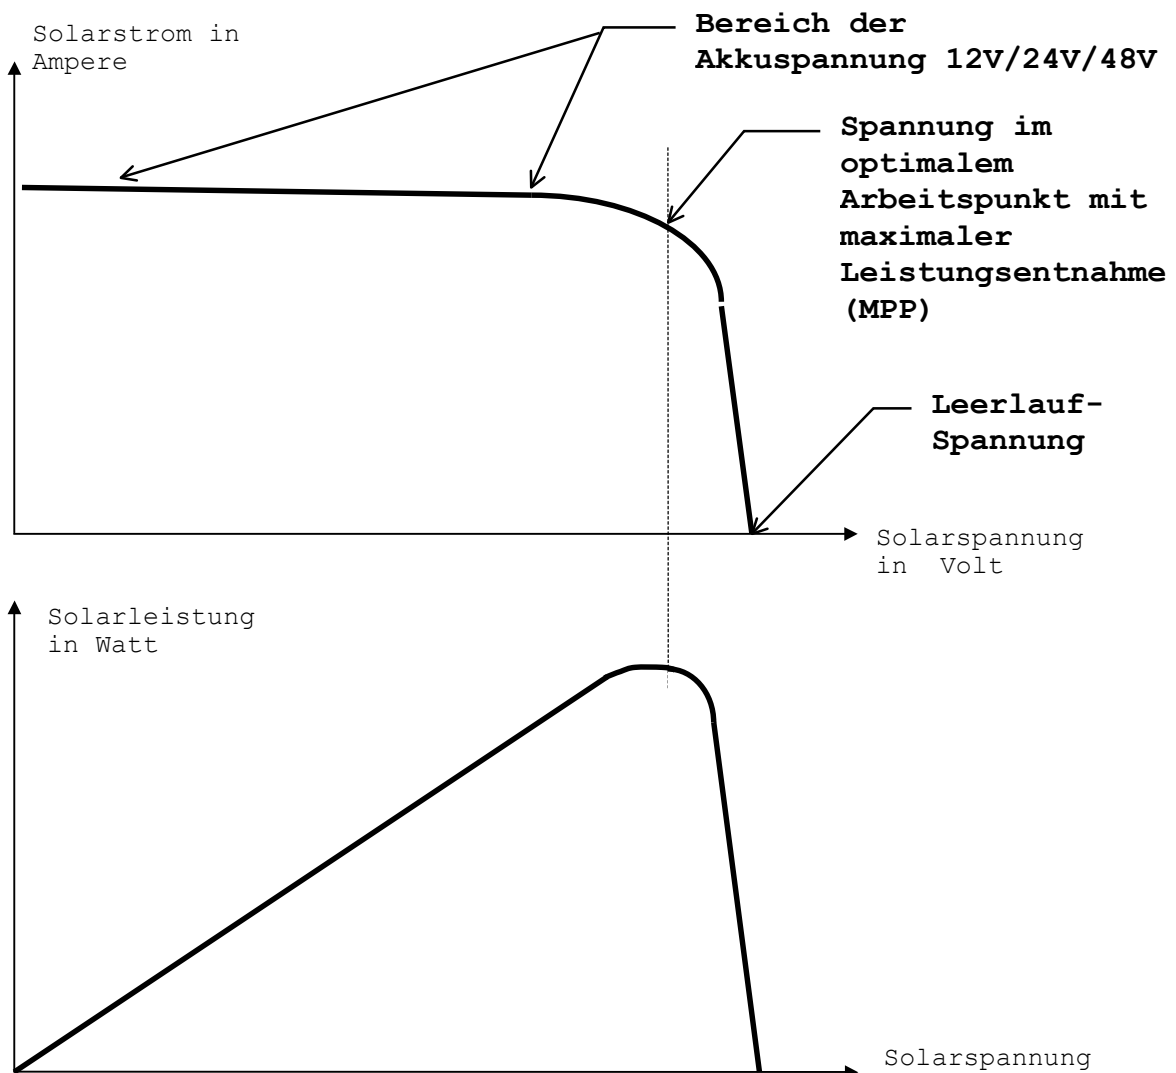 Solarstrom in
Ampere
Bereich der
Akkuspannung 12V/24V/48V
Spannung im
optimalem
Arbeitspunkt mit
maximaler
Leistungsentnahme
(MPP)
Leerlauf-
Spannung
Solarspannung
in Volt
Solarleistung
in Watt
Solarspannung